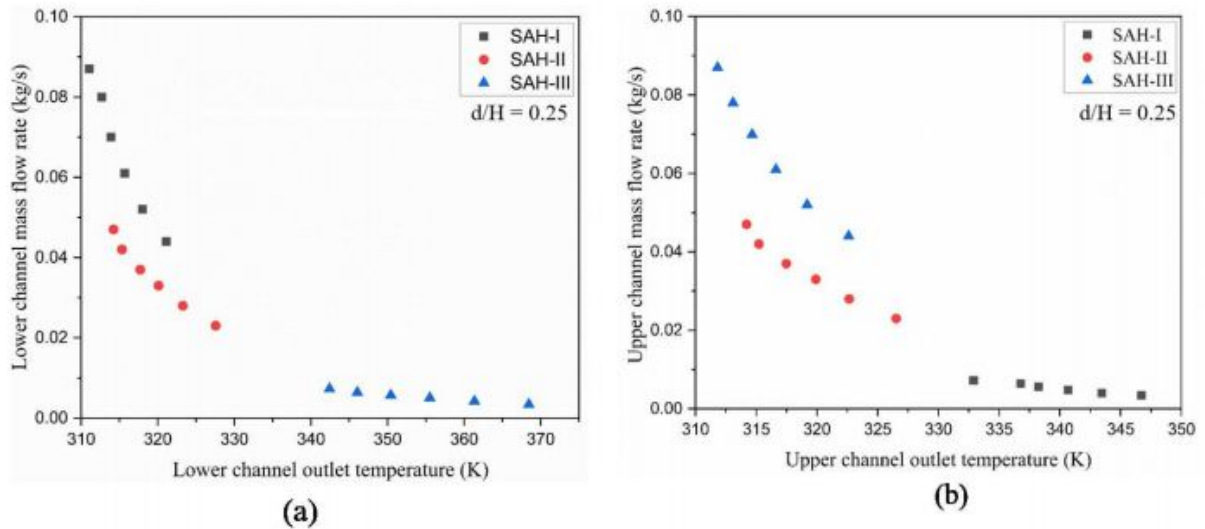 0.10
0.08
0.06
0.04
0.02
0.00
310
320
330
340
350
360
370
Lower channel mass flow rate (kg/s)
Lower channel outlet temperature (K)
SAH-I
SAH-II
SAH-III
d/H = 0.25
(a)
0.10
0.08
0.06
0.04
0.02
0.00
310
315
320
325
330
335
340
345
350
Upper channel mass flow rate (kg/s)
Upper channel outlet temperature (K)
SAH-I
SAH-II
SAH-III
d/H = 0.25
(b)